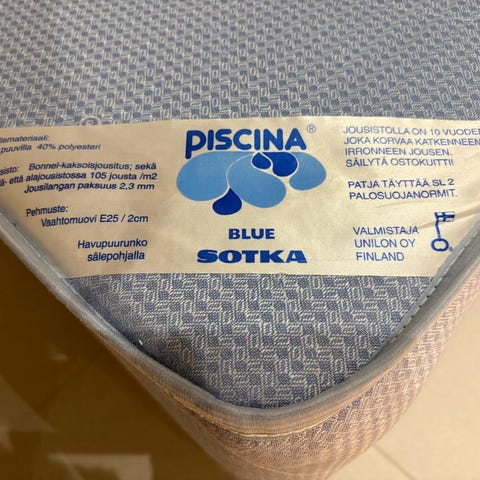 puuvilla 40% polyesteri
Bonnel-kaksoisjousitus; sekä
että alajousistossa 105 jousta /m2
Jousilangan paksuus 2,3 mm
Pehmuste:
Vaahtomuovi E25 / 2cm
Havupuurunko
sälepohjalla
PISCINA®
BLUE
SOTKA
JOUSISTOLLA ON 10 VUODEN
JOKA KORVAA KATKENNEEN
IRRONNEEN JOUSEN.
SÄILYTÄ OSTOKUITTI!
PATJA TÄYTTÄÄ SL 2
PALOSUOJANORMIT.
VALMISTAJA
UNILON OY
FINLAND